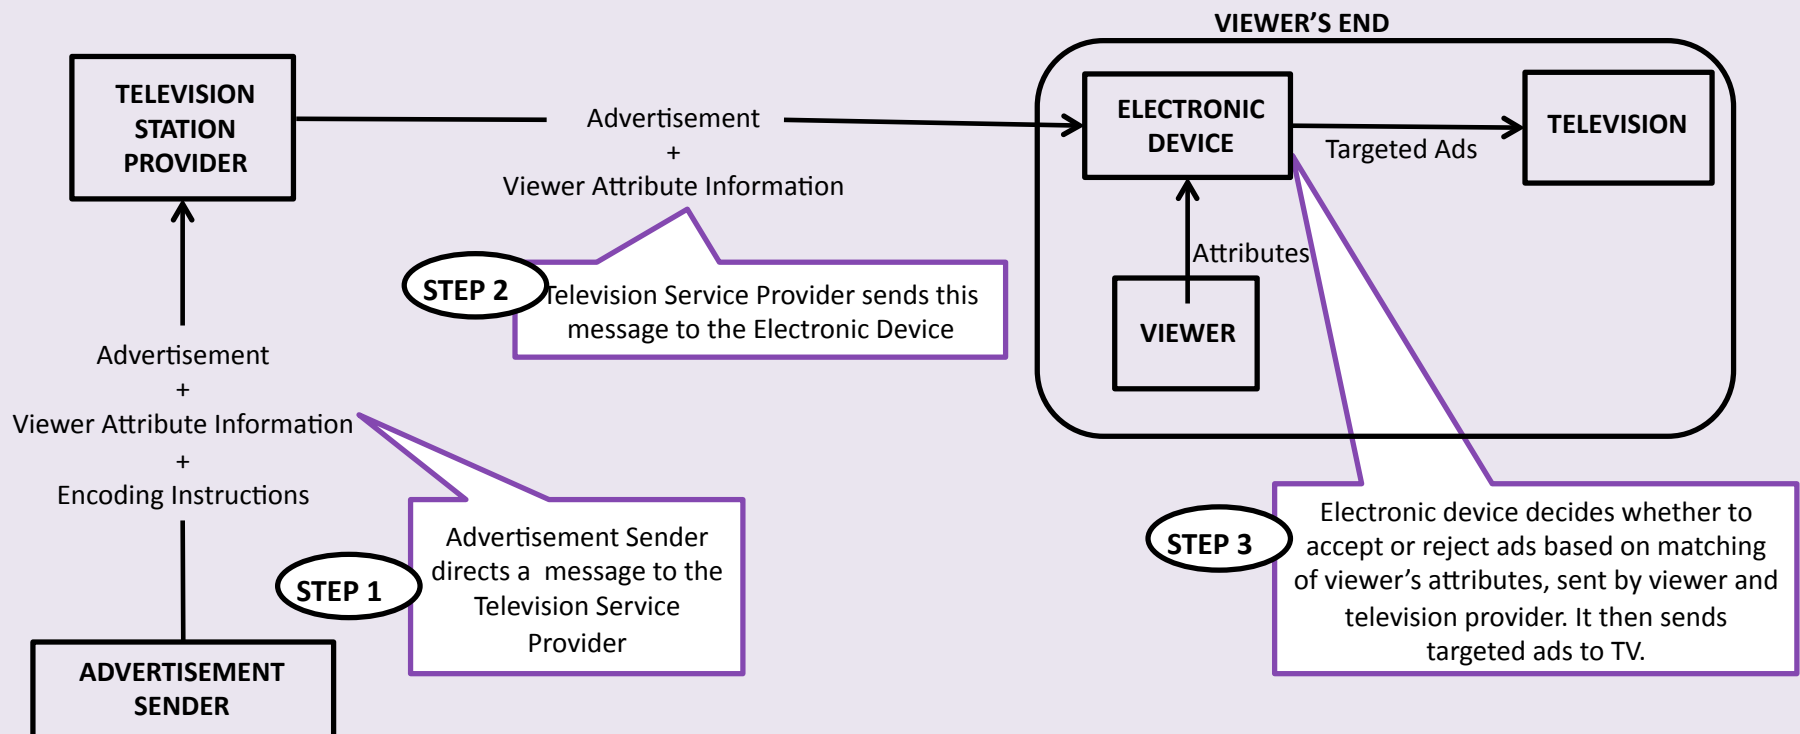 VIEWER’S END
TELEVISION
STATION
PROVIDER
Advertisement
+
Viewer Attribute Information
ELECTRONIC
DEVICE
Targeted Ads
TELEVISION
Attributes
VIEWER
STEP 2
Television Service Provider sends this
message to the Electronic Device
Advertisement
+
Viewer Attribute Information
+
Encoding Instructions
STEP 1
Advertisement Sender
directs a message to the
Television Service
Provider
STEP 3
Electronic device decides whether to
accept or reject ads based on matching
of viewer’s attributes, sent by viewer and
television provider. It then sends
targeted ads to TV.
ADVERTISEMENT
SENDER